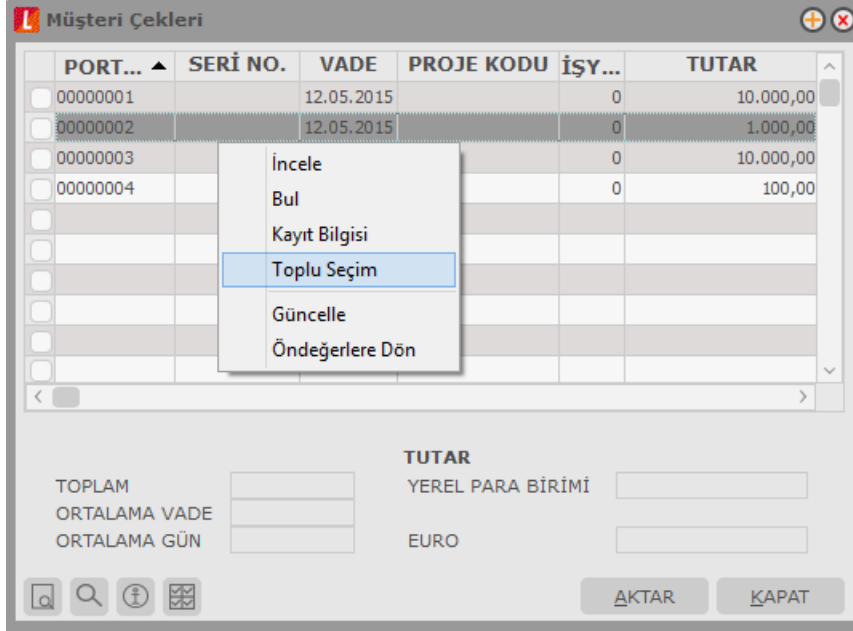 Müşteri Çekleri
PORT... SERİ NO. VADE PROJE KODU İŞY... TUTAR
00000001 12.05.2015 0 10.000,00
00000002 12.05.2015 0 1.000,00
00000003 0 10.000,00
00000004 0 100,00
İncele
Bul
Kayıt Bilgisi
Toplu Seçim
Güncelle
Öndeğerlere Dön
TUTAR
TOPLAM YEREL PARA BİRİMİ
ORTALAMA VADE
ORTALAMA GÜN EURO
AKTAR KAPAT